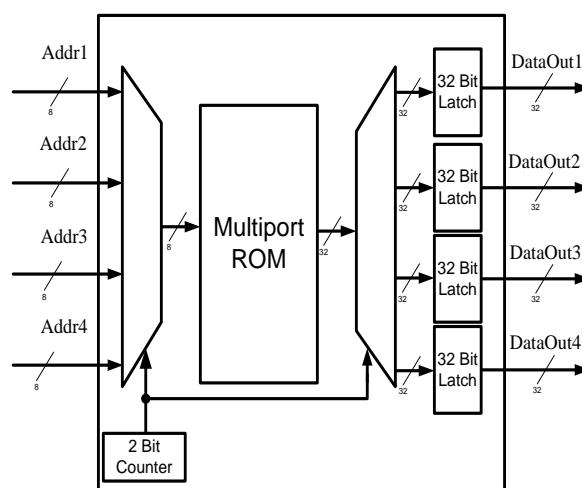 Addr1
8
Addr2
8
Addr3
8
Addr4
8
8
Multiport
ROM
32
2 Bit
Counter
32
32 Bit
Latch
DataOut1
32
32
32 Bit
Latch
DataOut2
32
32
32 Bit
Latch
DataOut3
32
32
32 Bit
Latch
DataOut4
32